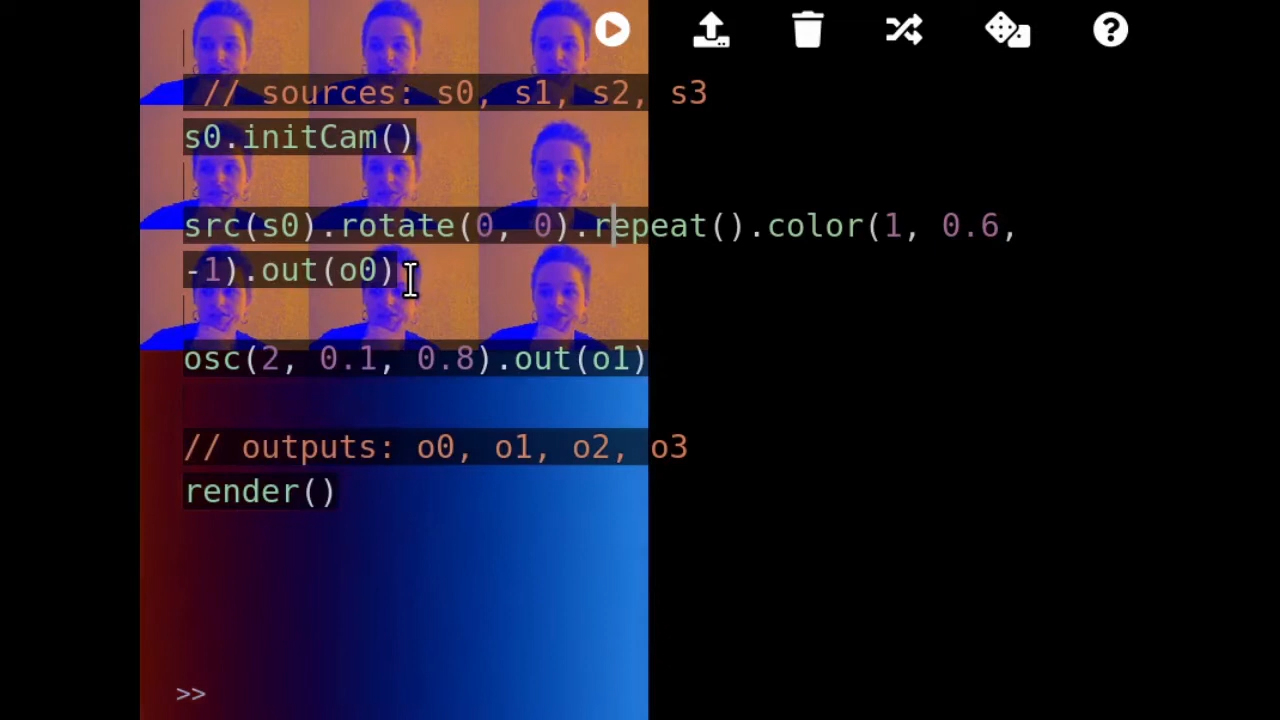 // sources: s0, s1, s2, s3
s0.initCam()
src(s0).rotate(0, 0).repeat().color(1, 0.6,
-1).out(o0)
osc(2, 0.1, 0.8).out(o1)
// outputs: o0, o1, o2, o3
render()
>>